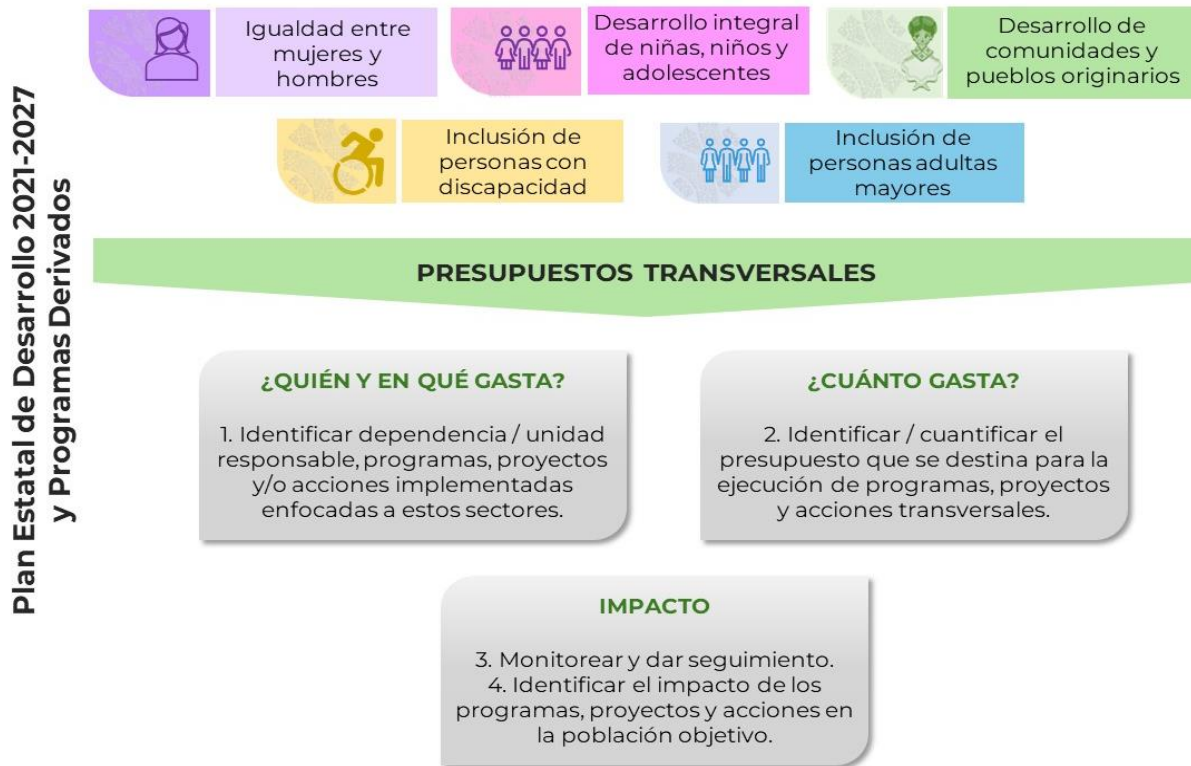 Plan Estatal de Desarrollo 2021-2027
y Programas Derivados
Igualdad entre
mujeres y
hombres
Desarrollo integral
de niñas, niños y
adolescentes
Desarrollo de
comunidades y
pueblos originarios
Inclusión de
personas con
discapacidad
Inclusión de
personas adultas
mayores
PRESUPUESTOS TRANSVERSALES
¿QUIÉN Y EN QUÉ GASTA?
1. Identificar dependencia / unidad
responsable, programas, proyectos
y/o acciones implementadas
enfocadas a estos sectores.
¿CUÁNTO GASTA?
2. Identificar / cuantificar el
presupuesto que se destina para la
ejecución de programas, proyectos
y acciones transversales.
IMPACTO
3. Monitorear y dar seguimiento.
4. Identificar el impacto de los
programas, proyectos y acciones en
la población objetivo.